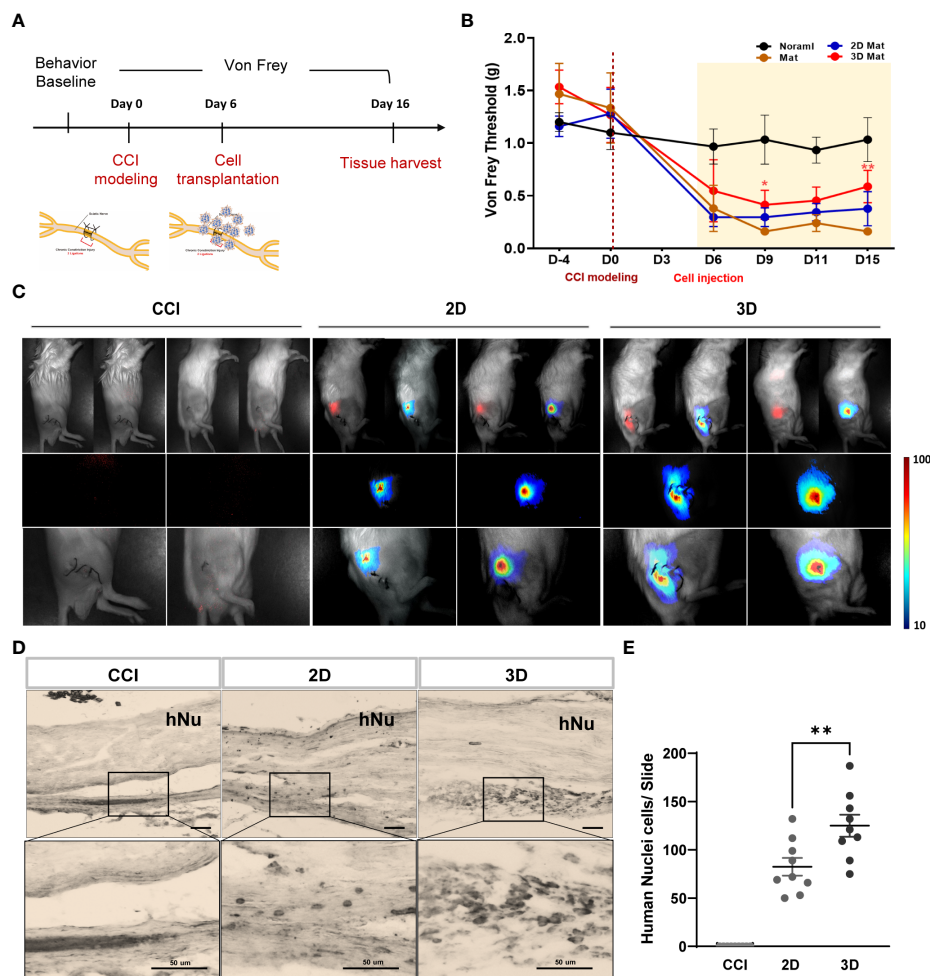 A
Behavior
Baseline
Von Frey
Day 0
Day 6
Day 16
CCI
modeling
Cell
transplantation
Tissue harvest
B
Von Frey Threshold (g)
2.0
1.5
1.0
0.5
0.0
Noraml
2D Mat
Mat
3D Mat
*
**
D-4
D0
D3
D6
D9
D11
D15
CCI modeling
Cell injection
C
CCI
2D
3D
100
10
D
CCI
2D
3D
hNu
hNu
hNu
50 um
50 um
50 um
E
Human Nuclei cells/ Slide
200
150
100
50
0
**
CCI
2D
3D